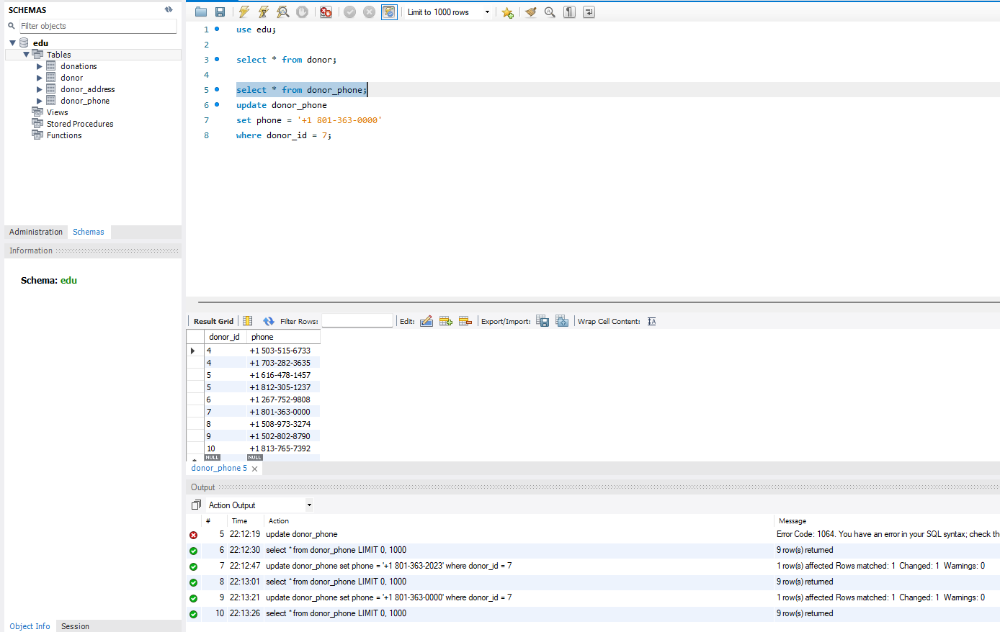 SCHEMAS
Filter objects
edu
Tables
donations
donor
donor_address
donor_phone
Views
Stored Procedures
Functions
Administration Schemas
Information
Schema: edu
Object Info Session
Limit to 1000 rows
1 use edu;
2
3 select * from donor;
4
5 select * from donor_phone;
6 update donor_phone
7 set phone = '+1 801-363-0000'
8 where donor_id = 7;
Result Grid Filter Rows: Edit: Export/Import: Wrap Cell Content:
donor_id phone
4 +1 503-515-6733
4 +1 703-282-3635
5 +1 616-478-1457
5 +1 812-305-1237
6 +1 267-752-9808
7 +1 801-363-0000
8 +1 508-973-3274
9 +1 502-802-8790
10 +1 813-765-7392
NULL NULL
donor_phone 5
Output
Action Output
# Time Action Message
5 22:12:19 update donor_phone Error Code: 1064. You have an error in your SQL syntax; check th
6 22:12:30 select * from donor_phone LIMIT 0, 1000 9 row(s) returned
7 22:12:47 update donor_phone set phone = '+1 801-363-2023' where donor_id = 7 1 row(s) affected Rows matched: 1 Changed: 1 Warnings: 0
8 22:13:01 select * from donor_phone LIMIT 0, 1000 9 row(s) returned
9 22:13:21 update donor_phone set phone = '+1 801-363-0000' where donor_id = 7 1 row(s) affected Rows matched: 1 Changed: 1 Warnings: 0
10 22:13:26 select * from donor_phone LIMIT 0, 1000 9 row(s) returned